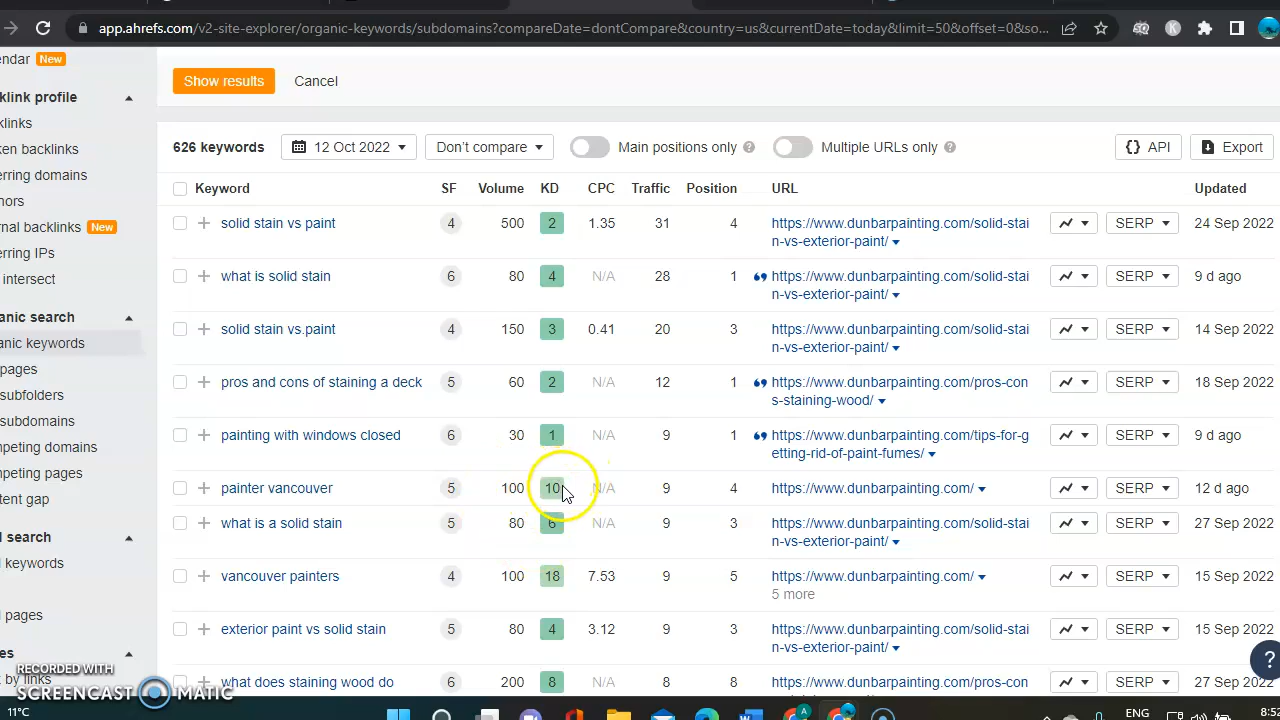 app.ahrefs.com/v2-site-explorer/organic-keywords/subdomains?compareDate=dontCompare&country=us&currentDate=today&limit=50&offset=0&so...
endar New
Show results Cancel
klink profile
links
ken backlinks
erring domains
hors
rnal backlinks New
erring IPs
intersect
anic search
anic keywords
pages
subfolders
subdomains
mpeting domains
mpeting pages
tent gap
d search
d keywords
d pages
es
k by links
626 keywords 12 Oct 2022 Don't compare Main positions only ? Multiple URLs only ? {} API Export
Keyword SF Volume KD CPC Traffic Position URL Updated
solid stain vs paint 4 500 2 1.35 31 4 https://www.dunbarpainting.com/solid-stai SERP 24 Sep 2022
n-vs-exterior-paint/
what is solid stain 6 80 4 N/A 28 1 https://www.dunbarpainting.com/solid-stai SERP 9 d ago
n-vs-exterior-paint/
solid stain vs.paint 4 150 3 0.41 20 3 https://www.dunbarpainting.com/solid-stai SERP 14 Sep 2022
n-vs-exterior-paint/
pros and cons of staining a deck 5 60 2 N/A 12 1 https://www.dunbarpainting.com/pros-con SERP 18 Sep 2022
s-staining-wood/
painting with windows closed 6 30 1 N/A 9 1 https://www.dunbarpainting.com/tips-for-g SERP 9 d ago
etting-rid-of-paint-fumes/
painter vancouver 5 100 10 N/A 9 4 https://www.dunbarpainting.com/ SERP 12 d ago
what is a solid stain 5 80 6 N/A 9 3 https://www.dunbarpainting.com/solid-stai SERP 27 Sep 2022
n-vs-exterior-paint/
vancouver painters 4 100 18 7.53 9 5 https://www.dunbarpainting.com/ SERP 15 Sep 2022
5 more
exterior paint vs solid stain 5 80 4 3.12 9 3 https://www.dunbarpainting.com/solid-stai SERP 15 Sep 2022
n-vs-exterior-paint/
what does staining wood do 6 200 8 N/A 8 8 https://www.dunbarpainting.com/pros-con SERP 27 Sep 2022
?
RECORDED WITH
SCREENCAST MATIC
11°C
ENG
8:52